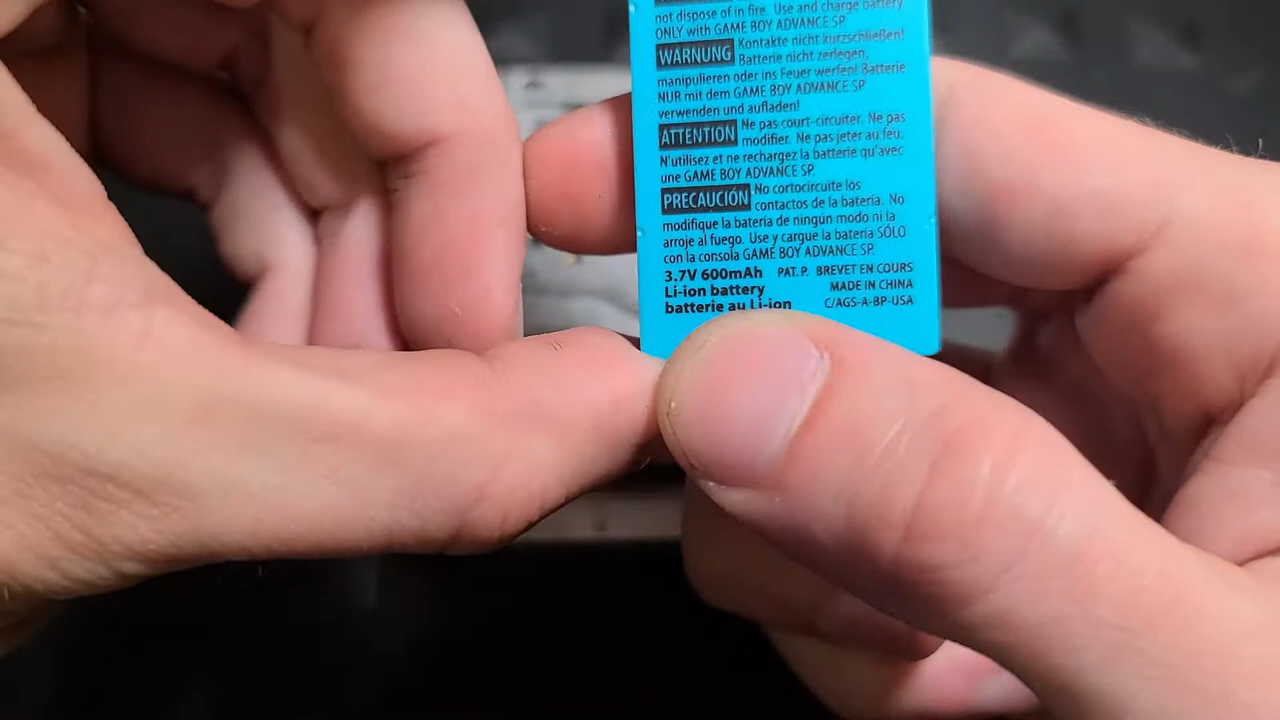 not dispose of in fire. Use and charge battery
ONLY with GAME BOY ADVANCE SP.
WARNUNG Kontakte nicht kurzschließen!
Batterie nicht zerlegen,
manipulieren oder ins Feuer werfen! Batterie
NUR mit dem GAME BOY ADVANCE SP
verwenden und aufladen!
ATTENTION Ne pas court-circuiter. Ne pas
modifier. Ne pas jeter au feu.
N'utilisez et ne rechargez la batterie qu'avec
une GAME BOY ADVANCE SP.
PRECAUCIÓN No cortocircuite los
contactos de la batería. No
modifique la batería de ningún modo ni la
arroje al fuego. Use y cargue la batería SÓLO
con la consola GAME BOY ADVANCE SP.
3.7V 600mAh PAT. P. BREVET EN COURS
Li-ion battery MADE IN CHINA
batterie au Li-ion C/AGS-A-BP-USA